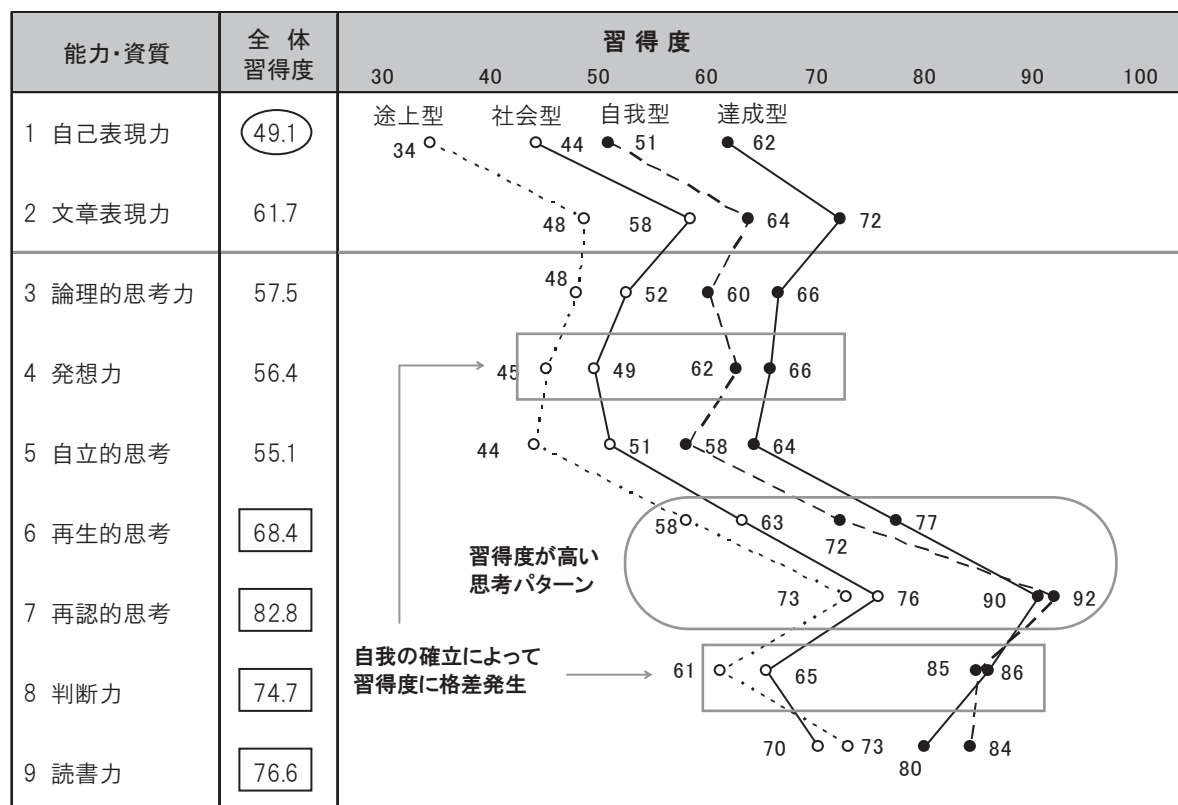 能力・資質
全 体
習得度
習 得 度
30 40 50 60 70 80 90 100
途上型 社会型 自我型 達成型
1 自己表現力 49.1 34 44 51 62
2 文章表現力 61.7 48 58 64 72
3 論理的思考力 57.5 48 52 60 66
4 発想力 56.4 45 49 62 66
5 自立的思考 55.1 44 51 58 64
6 再生的思考 68.4 58 63 72 77
習得度が高い
思考パターン
7 再認的思考 82.8 73 76 90 92
自我の確立によって
習得度に格差発生
8 判断力 74.7 61 65 85 86
9 読書力 76.6 70 73 80 84